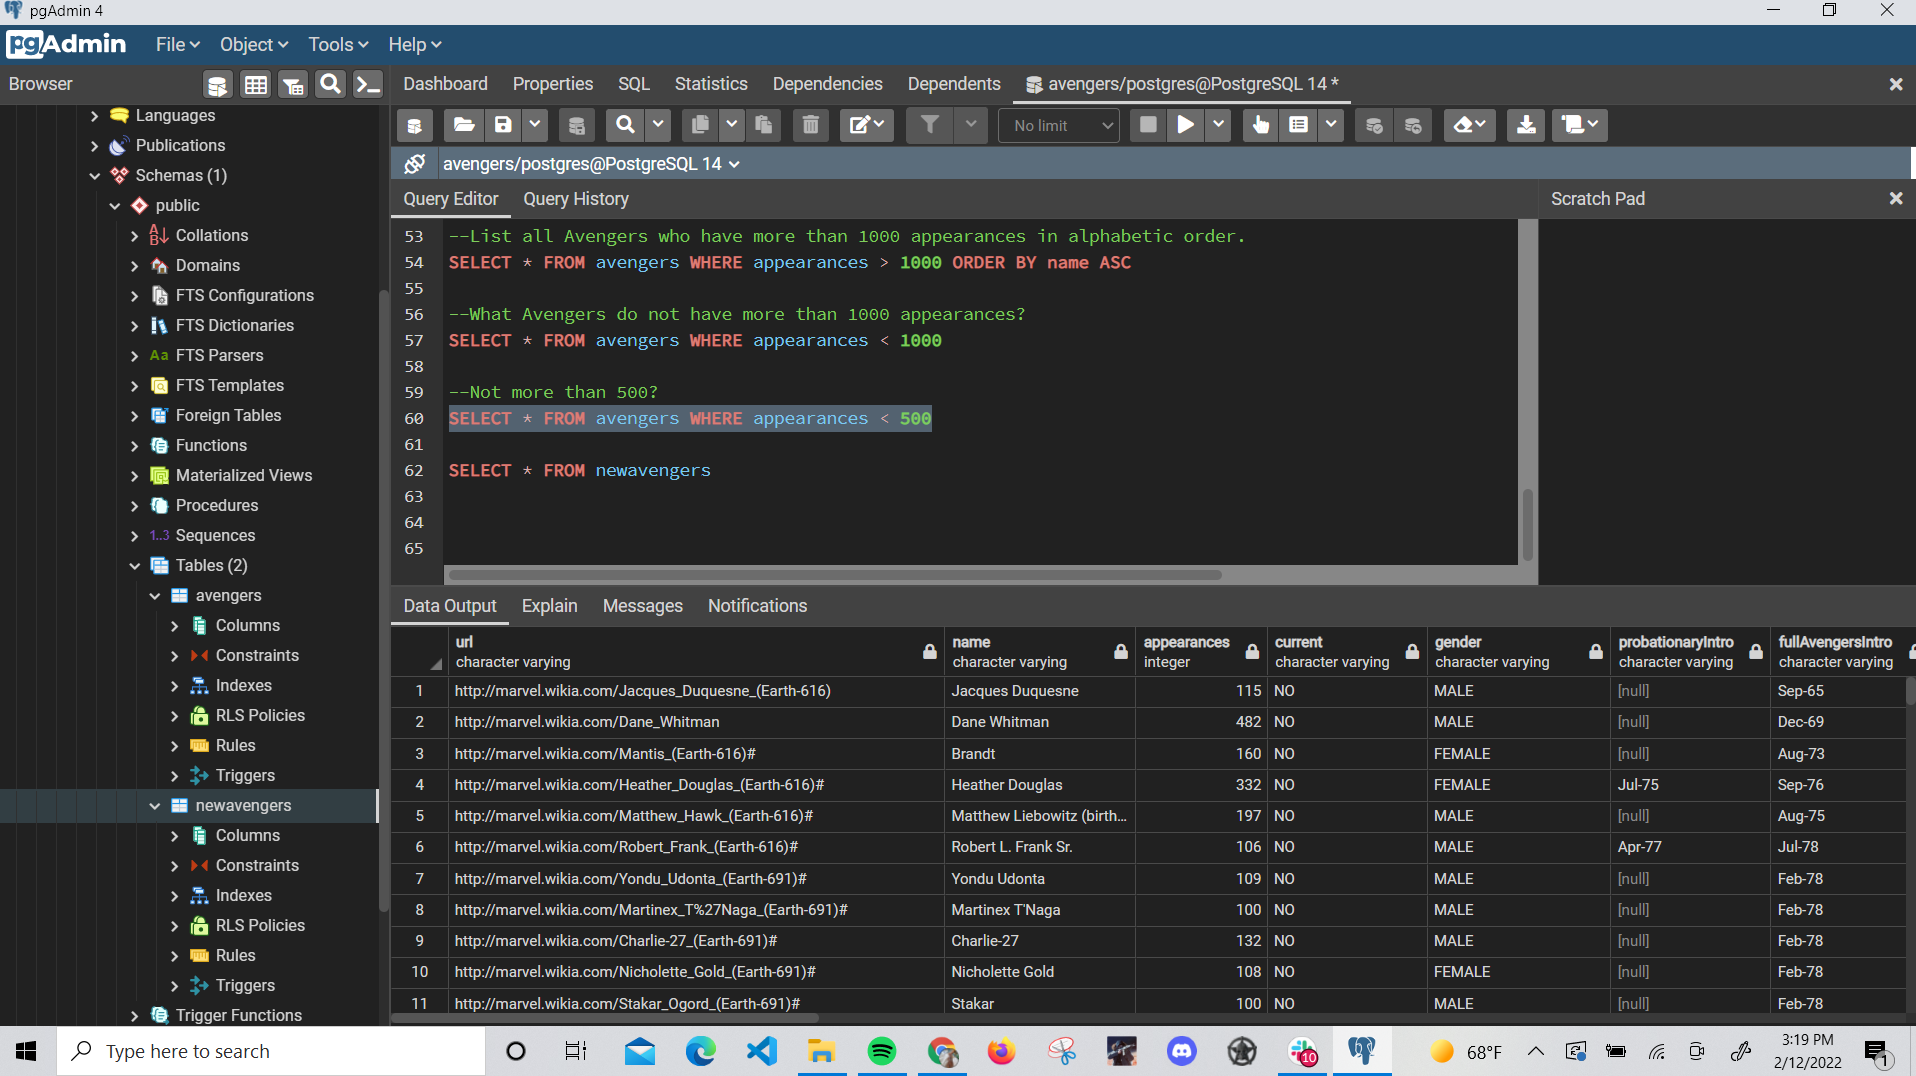 pgAdmin 4
pgAdmin File Object Tools Help
Browser
Dashboard Properties SQL Statistics Dependencies Dependents avengers/postgres@PostgreSQL 14 *
No limit
avengers/postgres@PostgreSQL 14
Query Editor Query History
Scratch Pad
Languages
Publications
Schemas (1)
public
Collations
Domains
FTS Configurations
FTS Dictionaries
Aa FTS Parsers
FTS Templates
Foreign Tables
Functions
Materialized Views
Procedures
1..3 Sequences
Tables (2)
avengers
Columns
Constraints
Indexes
RLS Policies
Rules
Triggers
newavengers
Columns
Constraints
Indexes
RLS Policies
Rules
Triggers
Trigger Functions
53 --List all Avengers who have more than 1000 appearances in alphabetic order.
54 SELECT * FROM avengers WHERE appearances > 1000 ORDER BY name ASC
55
56 --What Avengers do not have more than 1000 appearances?
57 SELECT * FROM avengers WHERE appearances < 1000
58
59 --Not more than 500?
60 SELECT * FROM avengers WHERE appearances < 500
61
62 SELECT * FROM newavengers
63
64
65
Data Output Explain Messages Notifications
url name appearances current gender probationaryIntro fullAvengersIntro
character varying character varying integer character varying character varying character varying character varying
1 http://marvel.wikia.com/Jacques_Duquesne_(Earth-616) Jacques Duquesne 115 NO MALE [null] Sep-65
2 http://marvel.wikia.com/Dane_Whitman Dane Whitman 482 NO MALE [null] Dec-69
3 http://marvel.wikia.com/Mantis_(Earth-616)# Brandt 160 NO FEMALE [null] Aug-73
4 http://marvel.wikia.com/Heather_Douglas_(Earth-616)# Heather Douglas 332 NO FEMALE Jul-75 Sep-76
5 http://marvel.wikia.com/Matthew_Hawk_(Earth-616)# Matthew Liebowitz (birth... 197 NO MALE [null] Aug-75
6 http://marvel.wikia.com/Robert_Frank_(Earth-616)# Robert L. Frank Sr. 106 NO MALE Apr-77 Jul-78
7 http://marvel.wikia.com/Yondu_Udonta_(Earth-691)# Yondu Udonta 109 NO MALE [null] Feb-78
8 http://marvel.wikia.com/Martinex_T%27Naga_(Earth-691)# Martinex T'Naga 100 NO MALE [null] Feb-78
9 http://marvel.wikia.com/Charlie-27_(Earth-691)# Charlie-27 132 NO MALE [null] Feb-78
10 http://marvel.wikia.com/Nicholette_Gold_(Earth-691)# Nicholette Gold 108 NO FEMALE [null] Feb-78
11 http://marvel.wikia.com/Stakar_Ogord_(Earth-691)# Stakar 100 NO MALE [null] Feb-78
Type here to search
10
68°F
3:19 PM
2/12/2022
1